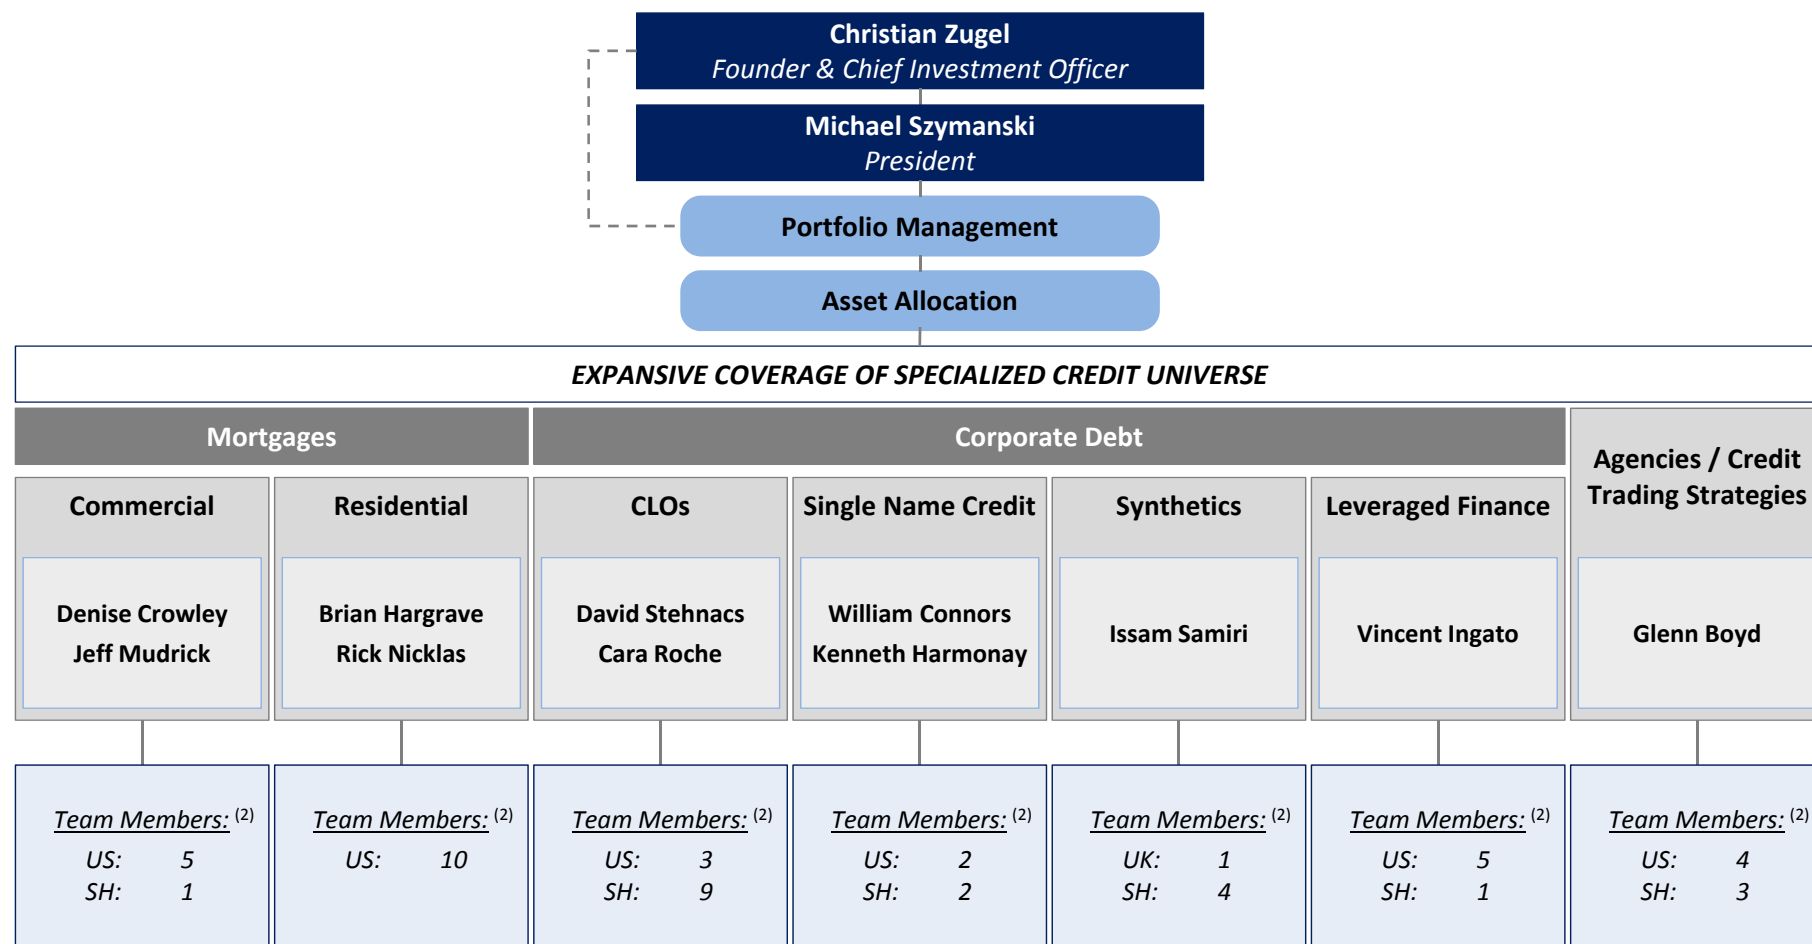 Christian Zugel
Founder & Chief Investment Officer
Michael Szymanski
President
Portfolio Management
Asset Allocation
EXPANSIVE COVERAGE OF SPECIALIZED CREDIT UNIVERSE
Mortgages
Corporate Debt
Agencies / Credit
Trading Strategies
Commercial
Denise Crowley
Jeff Mudrick
Team Members: (2)
US: 5
SH: 1
Residential
Brian Hargrave
Rick Nicklas
Team Members: (2)
US: 10
CLOs
David Stehnacs
Cara Roche
Team Members: (2)
US: 3
SH: 9
Single Name Credit
William Connors
Kenneth Harmonay
Team Members: (2)
US: 2
SH: 2
Synthetics
Issam Samiri
Team Members: (2)
UK: 1
SH: 4
Leveraged Finance
Vincent Ingato
Team Members: (2)
US: 5
SH: 1
Glenn Boyd
Team Members: (2)
US: 4
SH: 3